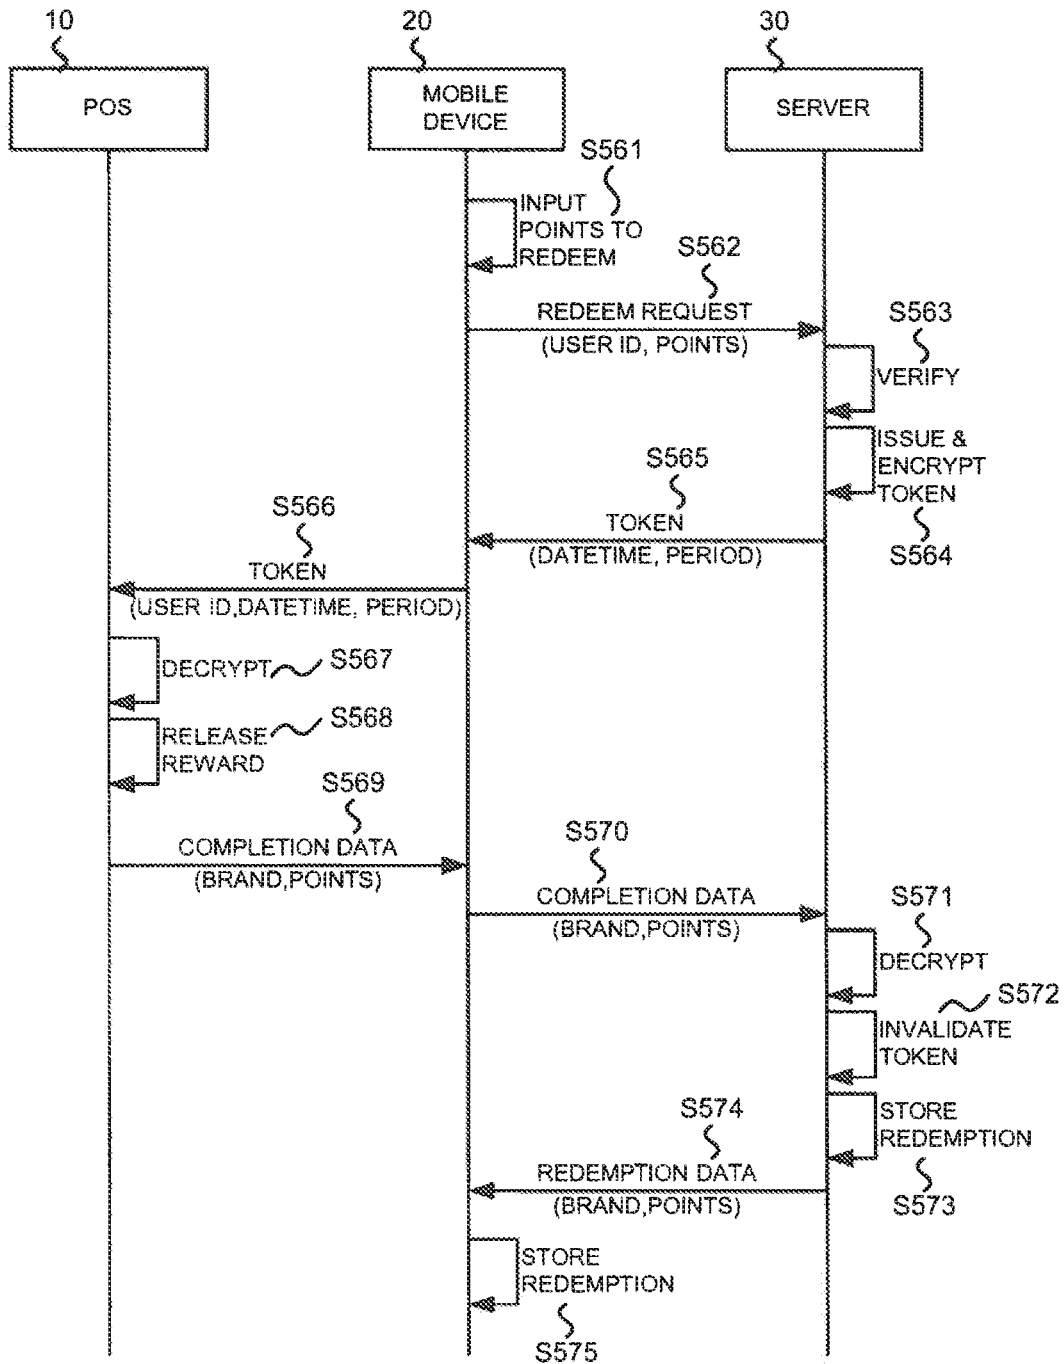 10
20
30
POS
MOBILE
DEVICE
SERVER
S561
INPUT
POINTS TO
REDEEM
S562
REDEEM REQUEST
(USER ID, POINTS)
S563
VERIFY
ISSUE &
ENCRYPT
TOKEN
S564
S565
TOKEN
(DATETIME, PERIOD)
S566
TOKEN
(USER ID,DATETIME, PERIOD)
DECRYPT
S567
RELEASE
REWARD
S568
S569
COMPLETION DATA
(BRAND,POINTS)
S570
COMPLETION DATA
(BRAND,POINTS)
S571
DECRYPT
S572
INVALIDATE
TOKEN
STORE
REDEMPTION
S573
S574
REDEMPTION DATA
(BRAND,POINTS)
STORE
REDEMPTION
S575